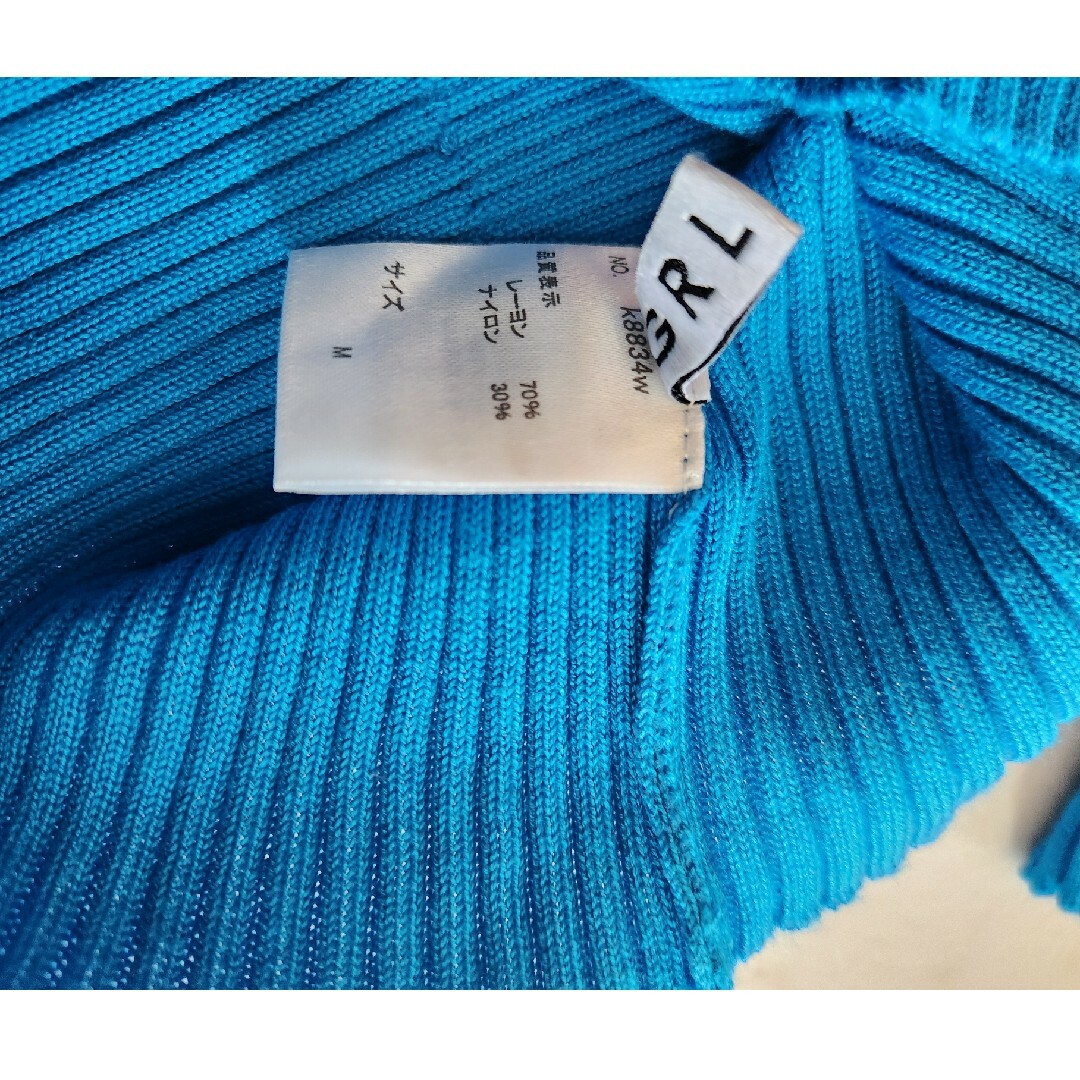 GRL
NO. k8834w
品質表示
レーヨン 70%
ナイロン 30%
サイズ M